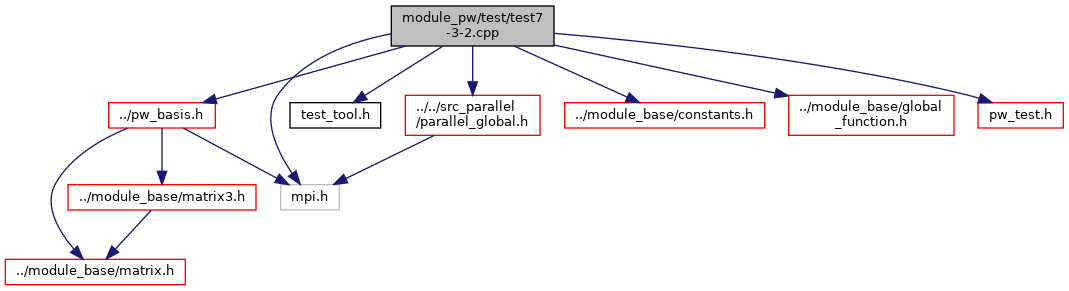 module_pw/test/test7
-3-2.cpp
../pw_basis.h
test_tool.h
../../src_parallel
/parallel_global.h
../module_base/constants.h
../module_base/global
_function.h
pw_test.h
../module_base/matrix3.h
mpi.h
../module_base/matrix.h